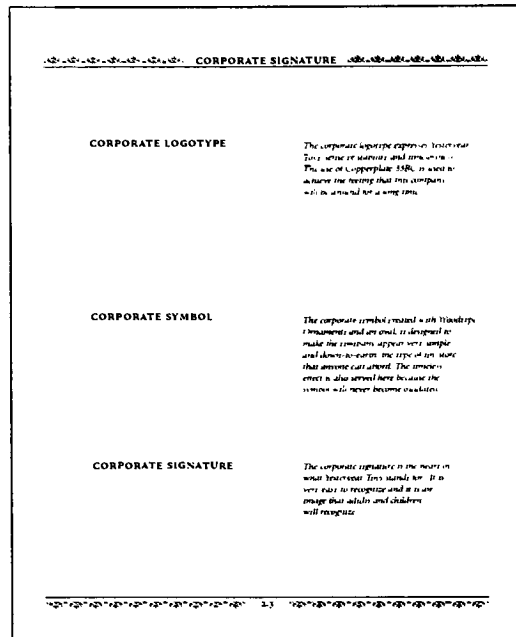 CORPORATE SIGNATURE
CORPORATE LOGOTYPE
The corporate logotype expresses Yesteryear
Toys sense of stability and
The use of Copperplate 33BC is used to
achieve the feeling that this company
will be around for a long time
CORPORATE SYMBOL
The corporate symbol created with Woodtype
Ornaments and an oval, is designed to
make the company appear very simple
and down-to-earth, the type of toy store
that anyone can afford. The timeless
effect is also served here because the
symbol will never become outdated
CORPORATE SIGNATURE
The corporate signature is the heart of
what Yesteryear Toys stands for. It is
very easy to recognize and it is an
image that adults and children
will recognize
2-3